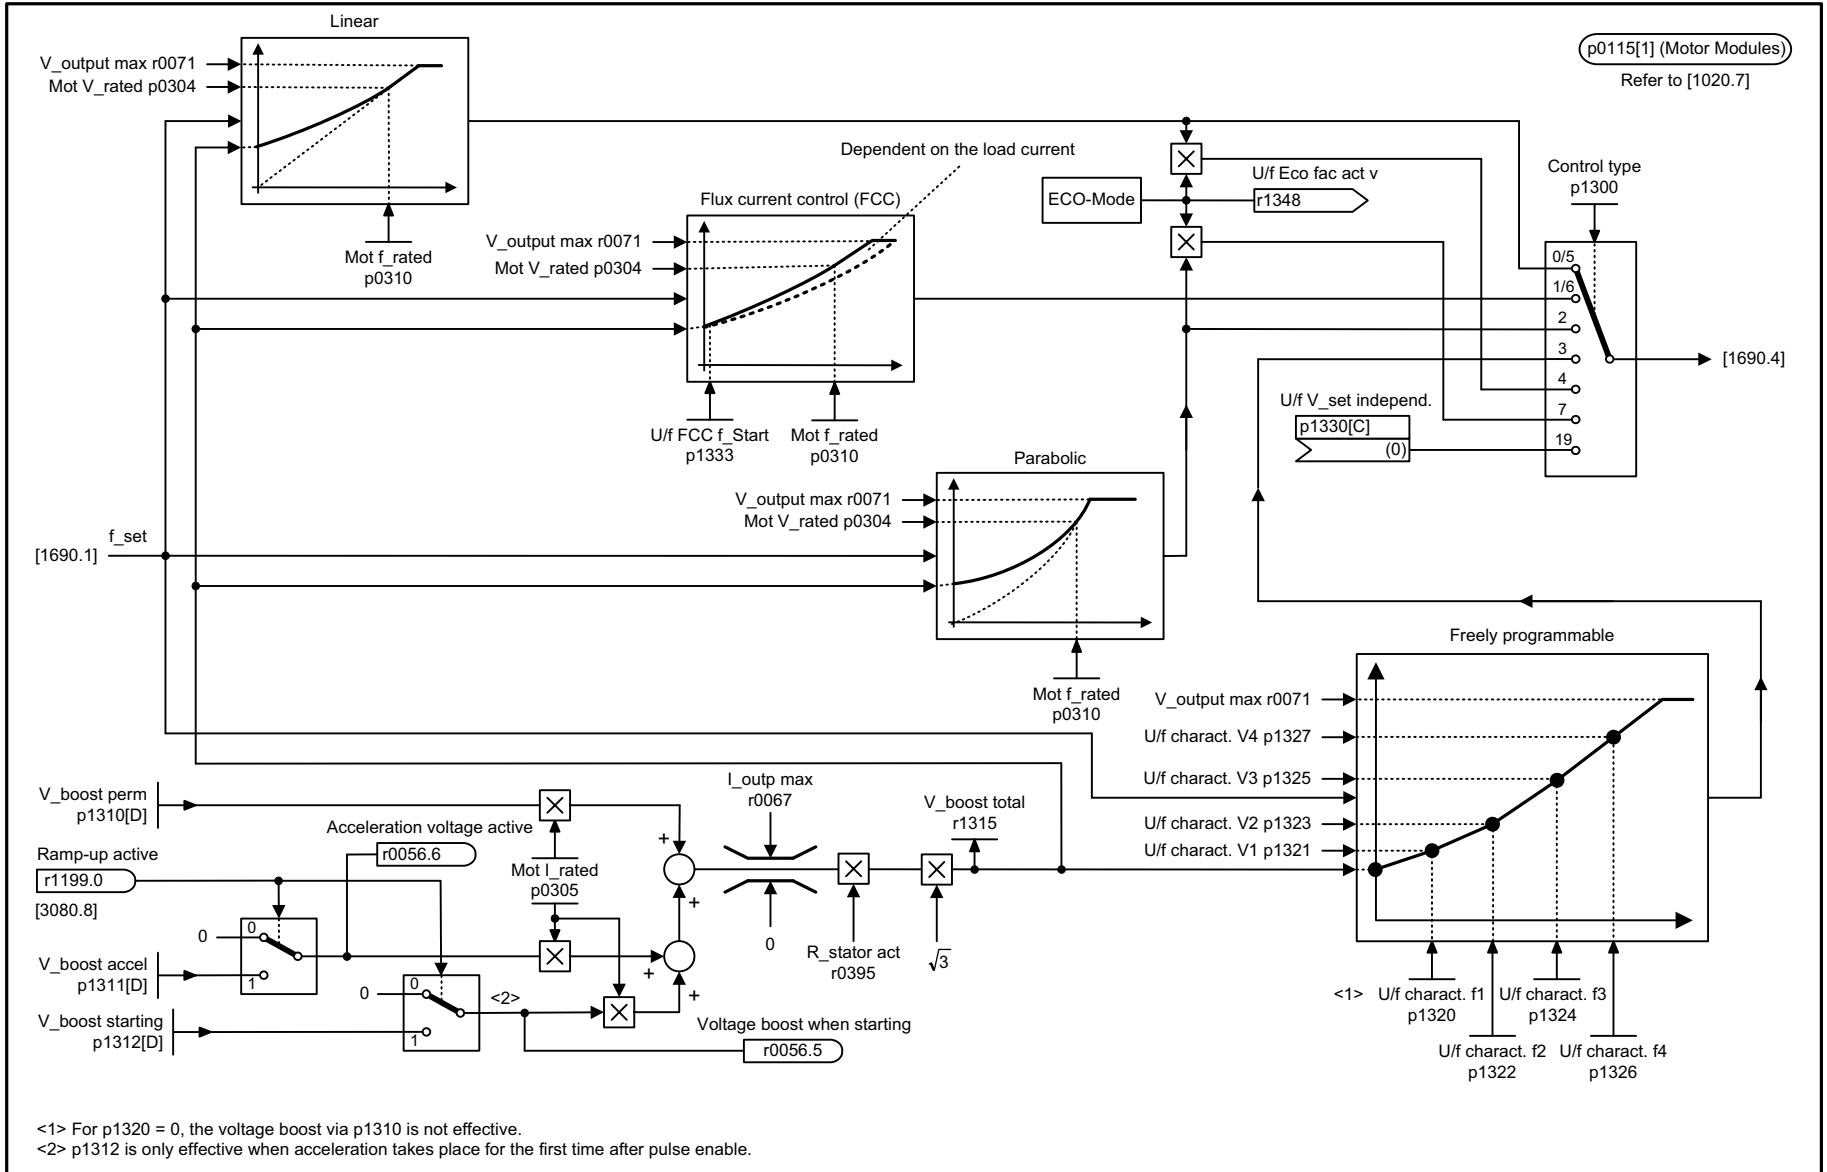 Linear
p0115[1] (Motor Modules)
Refer to [1020.7]
V_output max r0071
Mot V_rated p0304
Mot f_rated
p0310
Dependent on the load current
Flux current control (FCC)
V_output max r0071
Mot V_rated p0304
U/f FCC f_Start
p1333
Mot f_rated
p0310
ECO-Mode
U/f Eco fac act v
r1348
Control type
p1300
0/5
1/6
2
3
4
7
19
[1690.4]
U/f V_set independ.
p1330[C]
(0)
Parabolic
V_output max r0071
Mot V_rated p0304
Mot f_rated
p0310
f_set
[1690.1]
Freely programmable
V_output max r0071
U/f charact. V4 p1327
U/f charact. V3 p1325
U/f charact. V2 p1323
U/f charact. V1 p1321
<1>
U/f charact. f1
p1320
U/f charact. f3
p1324
U/f charact. f2
p1322
U/f charact. f4
p1326
V_boost perm
p1310[D]
Acceleration voltage active
r0056.6
Ramp-up active
r1199.0
[3080.8]
0
0
1
V_boost accel
p1311[D]
V_boost starting
p1312[D]
0
0
1
<2>
Mot I_rated
p0305
+
+
+
+
Voltage boost when starting
r0056.5
I_outp max
r0067
0
R_stator act
r0395
√3
V_boost total
r1315
<1> For p1320 = 0, the voltage boost via p1310 is not effective.
<2> p1312 is only effective when acceleration takes place for the first time after pulse enable.